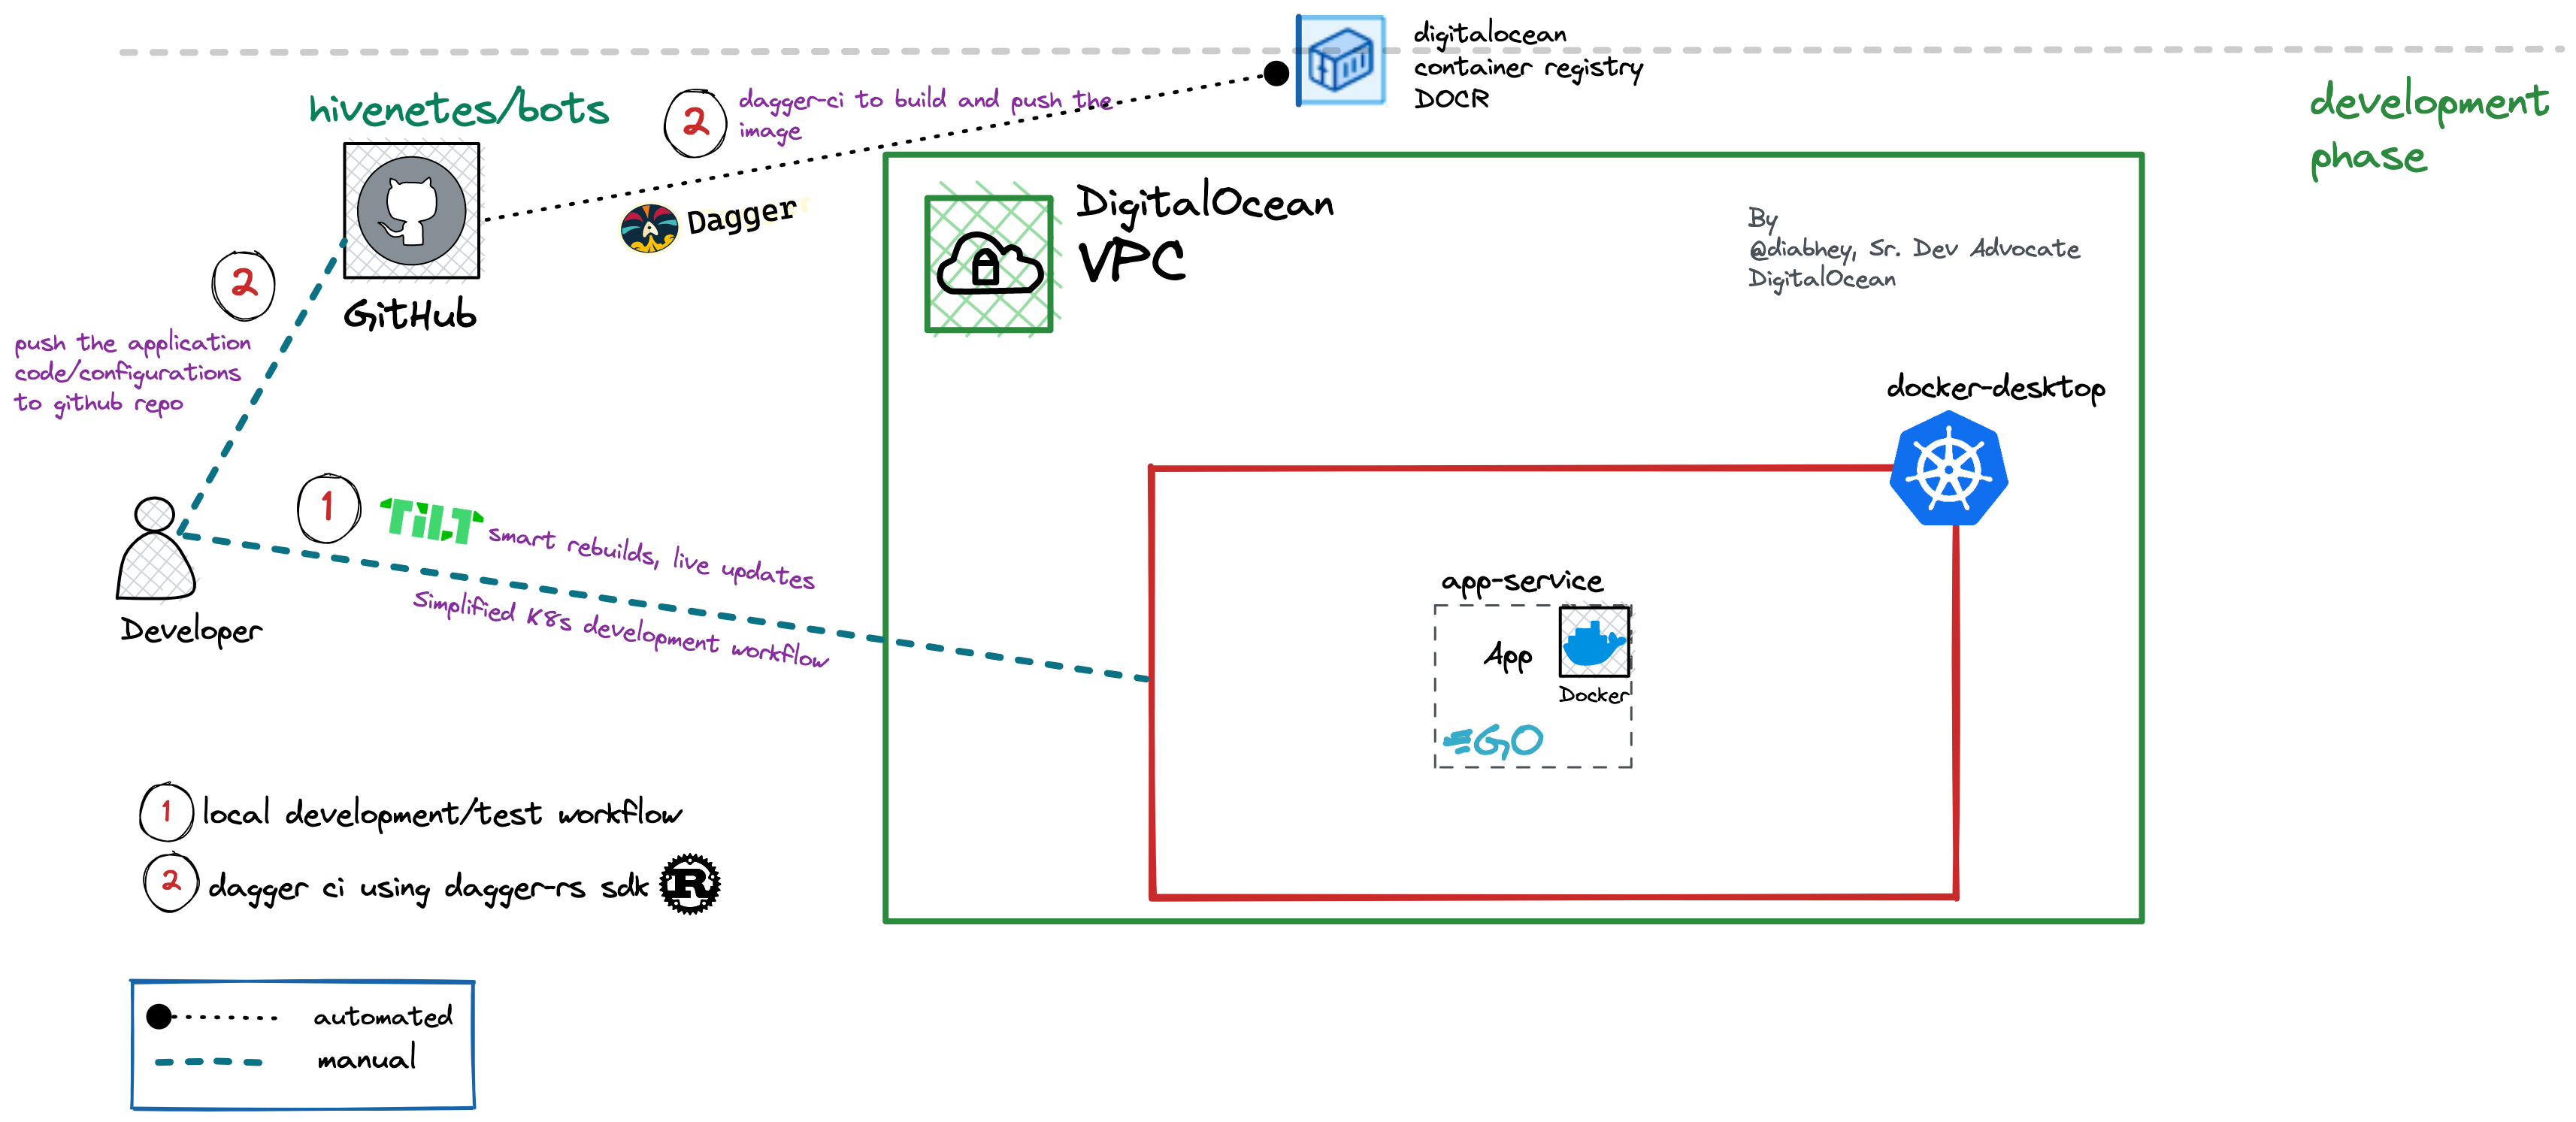 digitalocean
container registry
DOCR
development
phase
hivenetes/bots
2
dagger-ci to build and push the
image
Dagger
GitHub
2
push the application
code/configurations
to github repo
DigitalOcean
VPC
By
@diabhey, Sr. Dev Advocate
DigitalOcean
docker-desktop
1
TiLT
smart rebuilds, live updates
Simplified K8s development workflow
Developer
app-service
App
Docker
GO
1
local development/test workflow
2
dagger ci using dagger-rs sdk
R
automated
manual